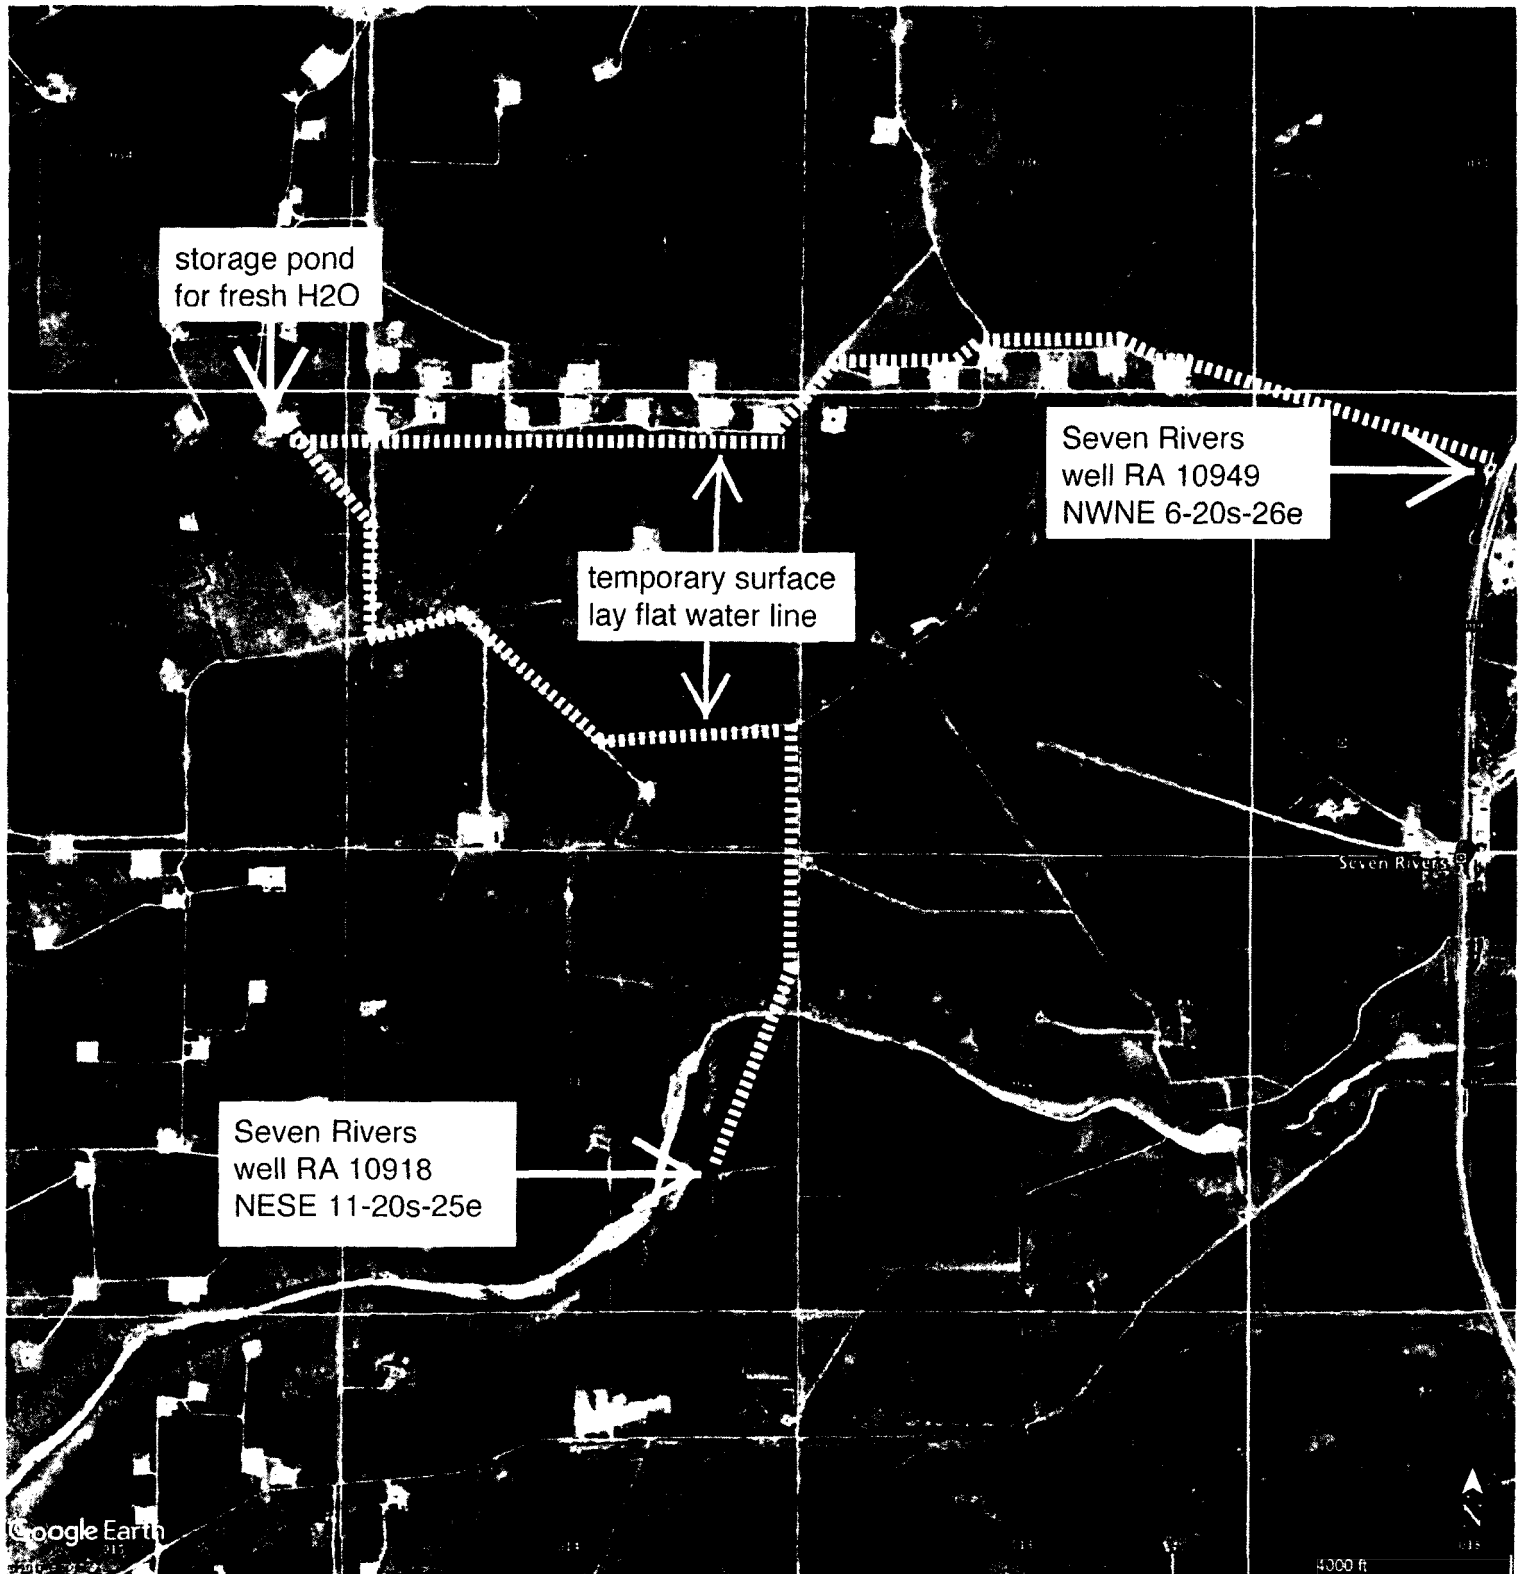 storage pond
for fresh H2O
Seven Rivers
well RA 10949
NWNE 6-20s-26e
temporary surface
lay flat water line
Seven Rivers
Seven Rivers
well RA 10918
NESE 11-20s-25e
Google Earth
4000 ft